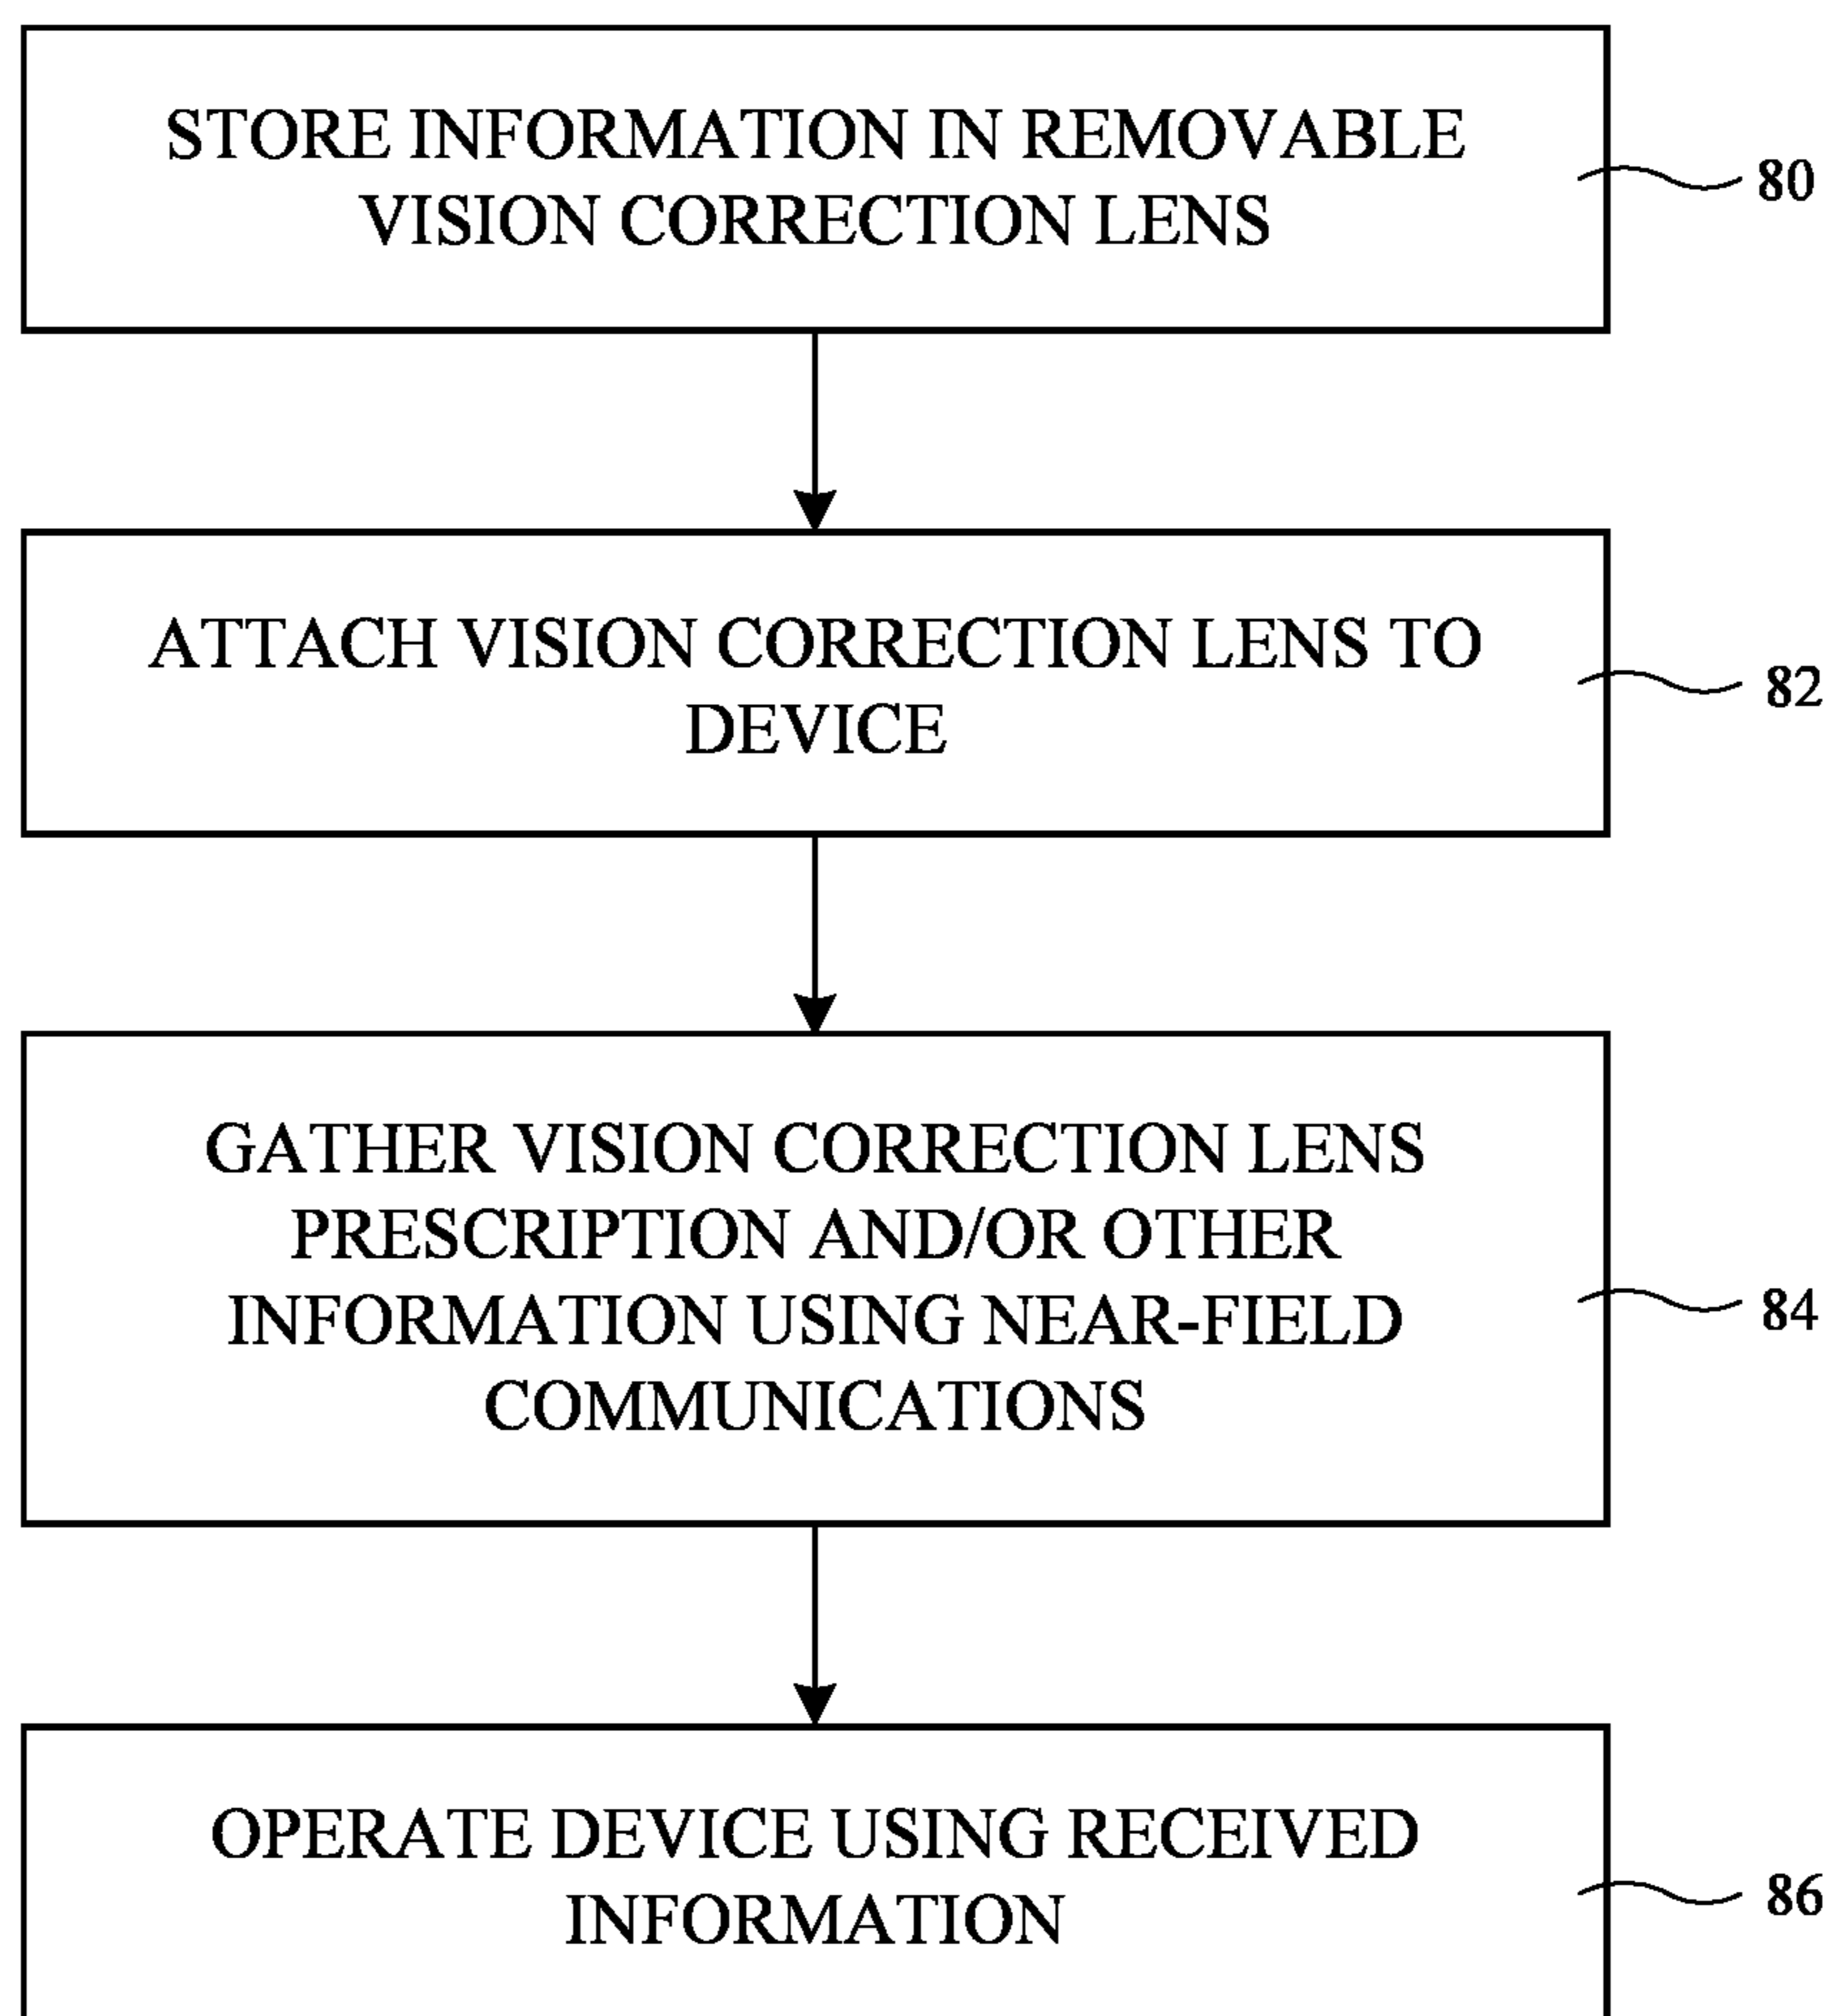 STORE INFORMATION IN REMOVABLE
VISION CORRECTION LENS
80
ATTACH VISION CORRECTION LENS TO
DEVICE
82
GATHER VISION CORRECTION LENS
PRESCRIPTION AND/OR OTHER
INFORMATION USING NEAR-FIELD
COMMUNICATIONS
84
OPERATE DEVICE USING RECEIVED
INFORMATION
86